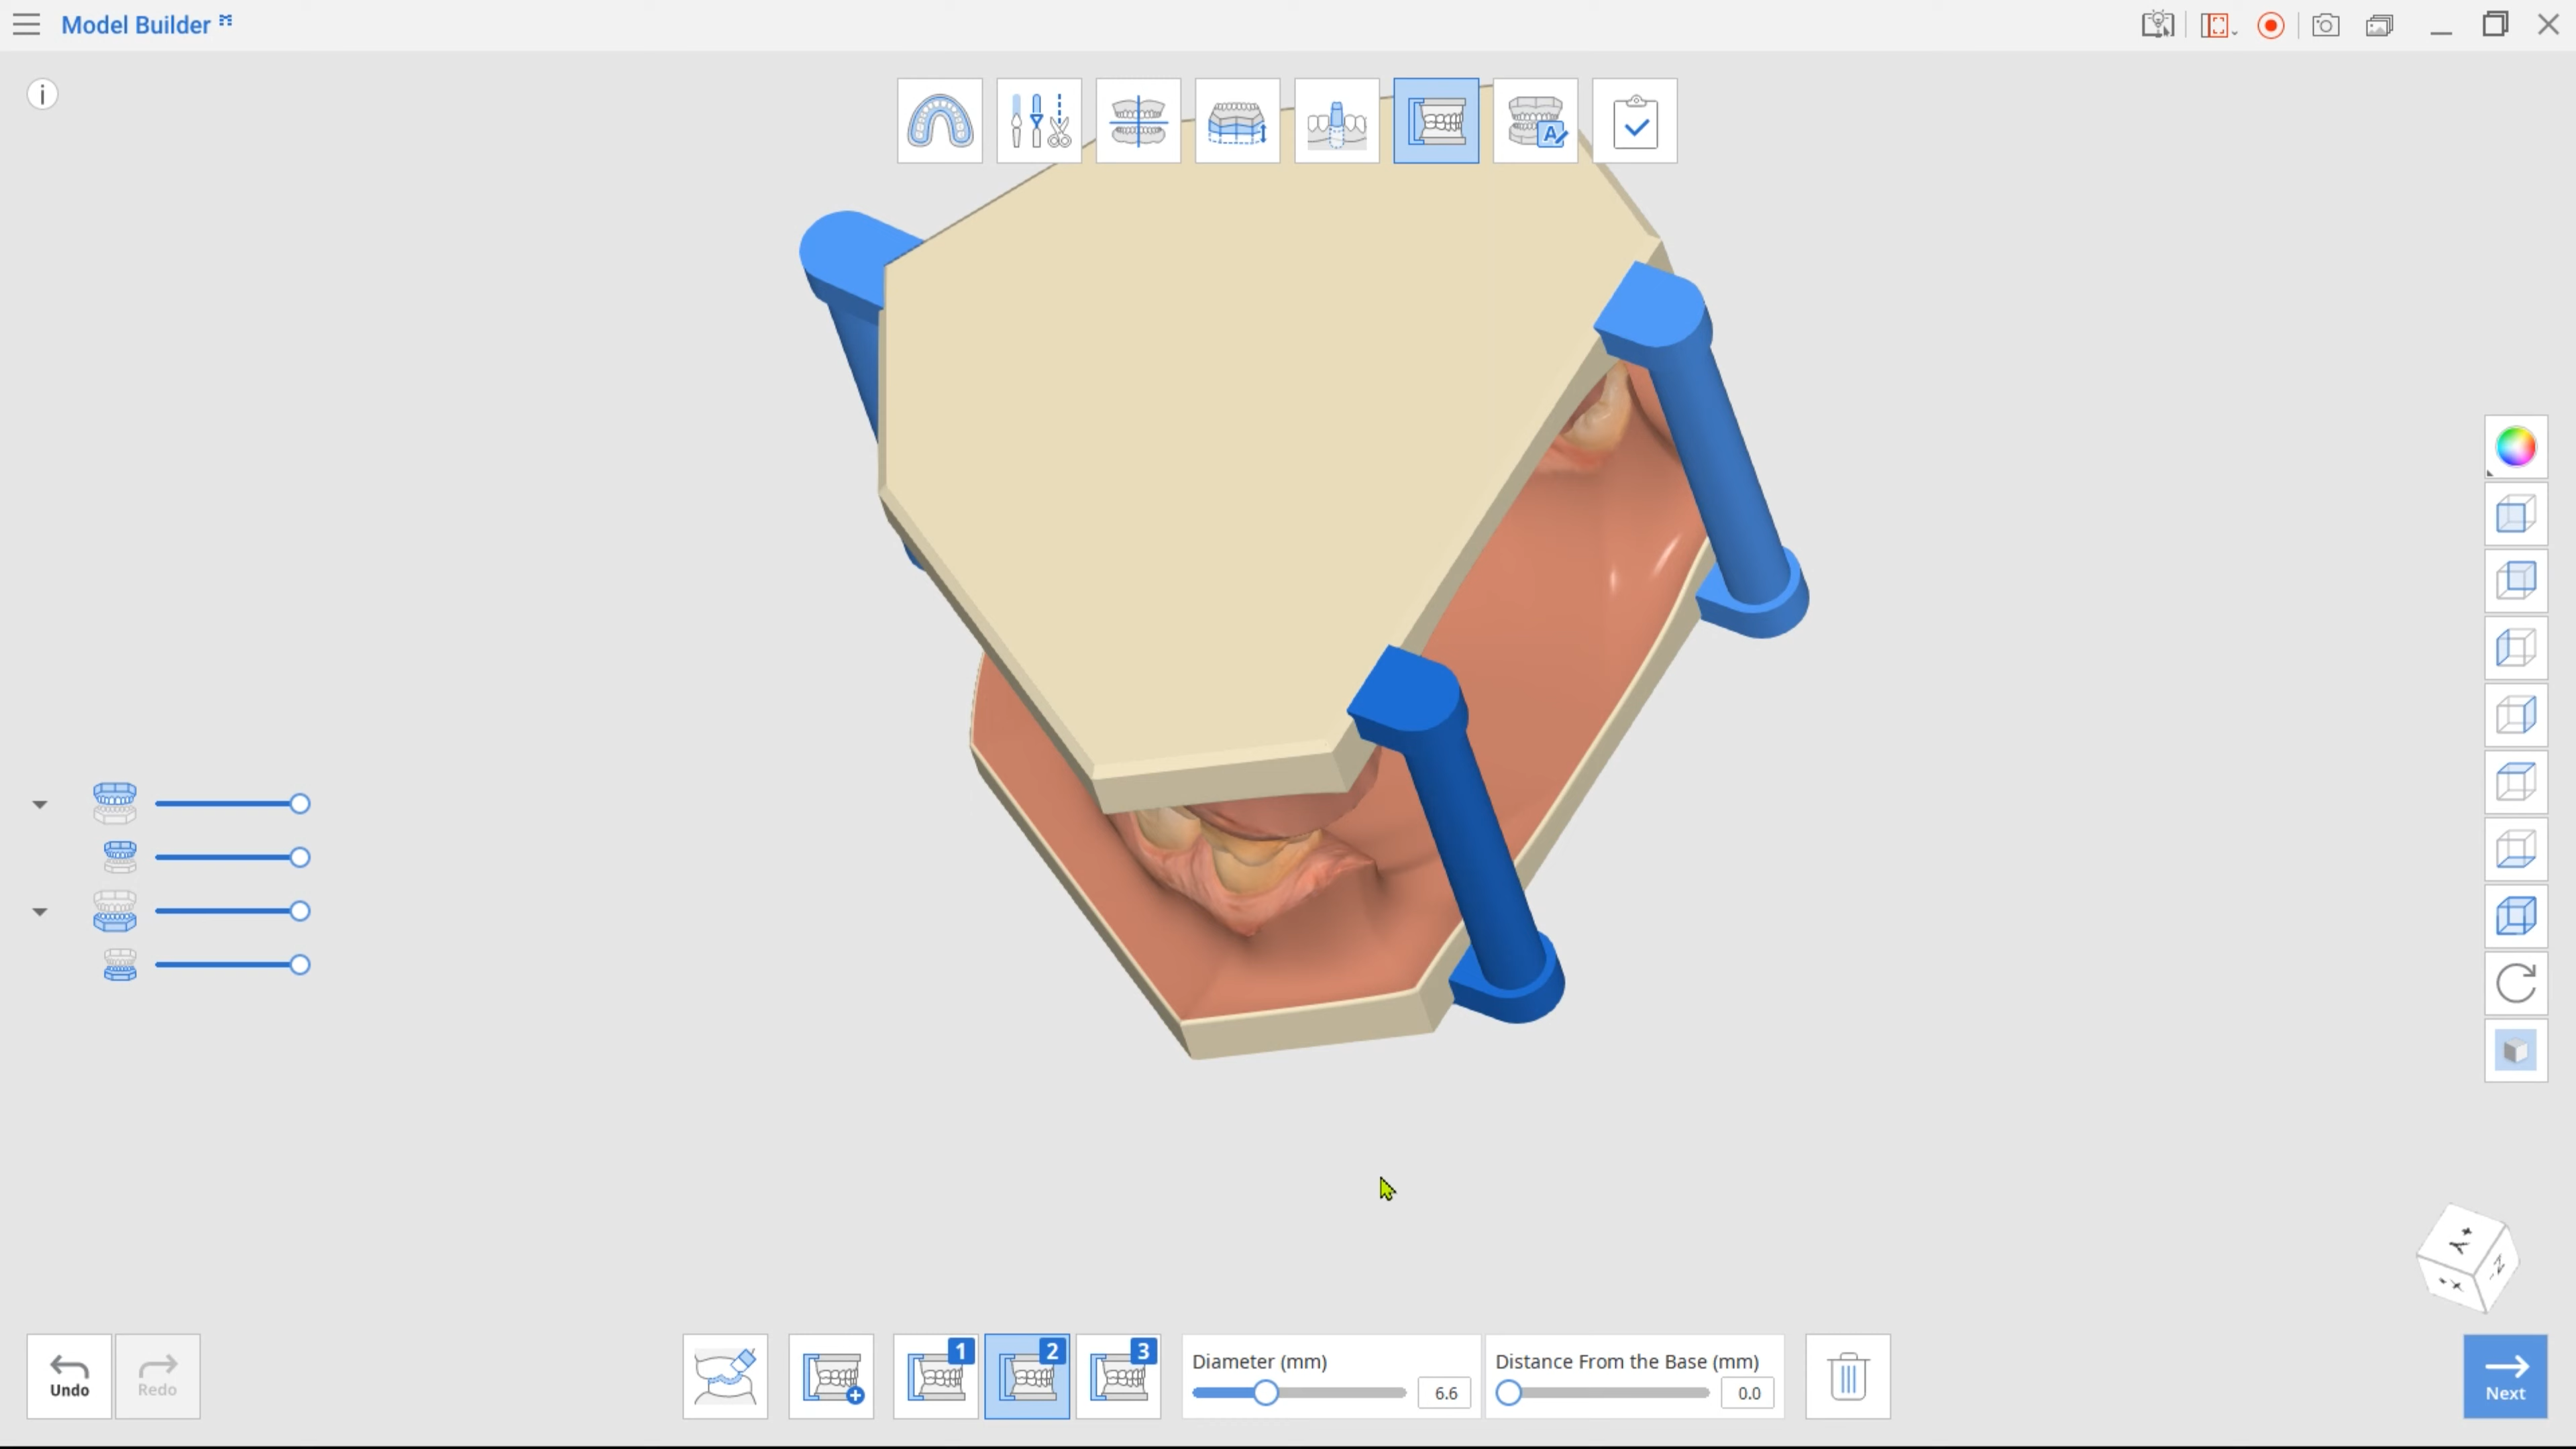 Model Builder
A
Y+
-X
-Z
1
2
3
Undo
Redo
Diameter (mm)
6.6
Distance From the Base (mm)
0.0
Next